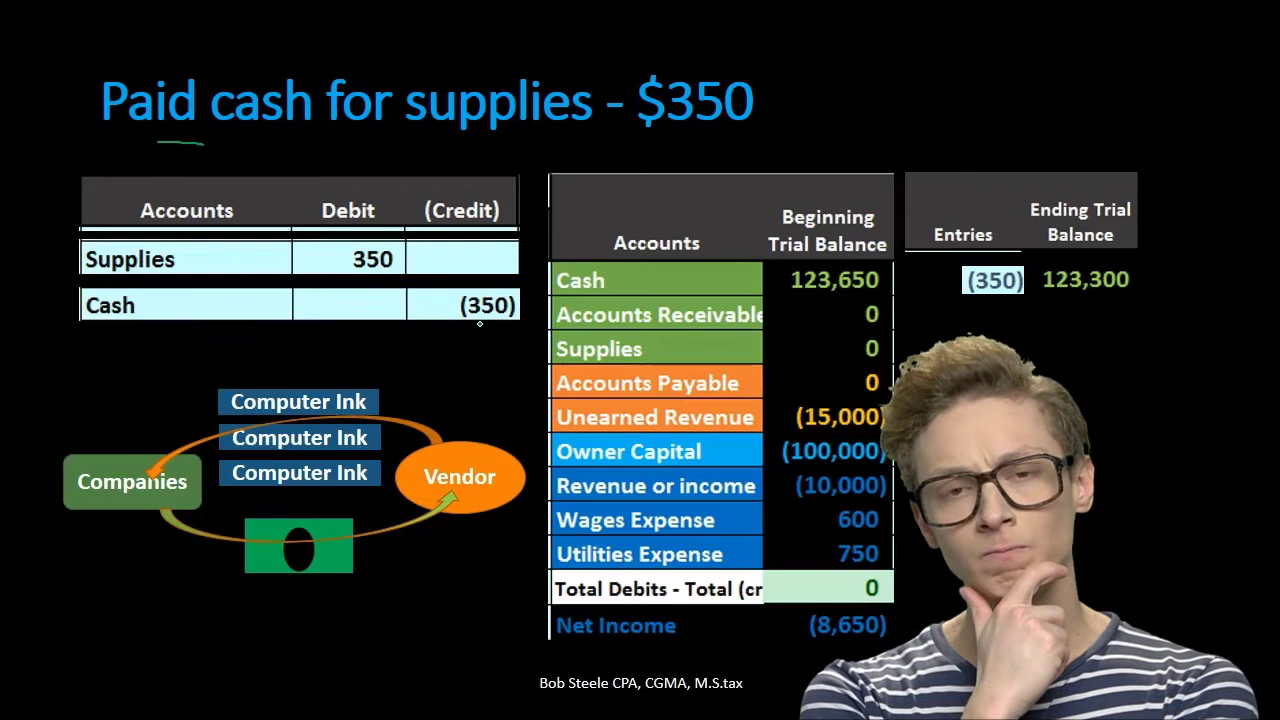 Paid cash for supplies - $350
Accounts Debit (Credit)
Supplies 350
Cash (350)
Computer Ink
Computer Ink
Computer Ink
Companies
Vendor
Accounts Beginning Trial Balance Entries Ending Trial Balance
Cash 123,650 (350) 123,300
Accounts Receivable 0
Supplies 0
Accounts Payable 0
Unearned Revenue (15,000)
Owner Capital (100,000)
Revenue or income (10,000)
Wages Expense 600
Utilities Expense 750
Total Debits - Total (cr 0
Net Income (8,650)
Bob Steele CPA, CGMA, M.S.tax